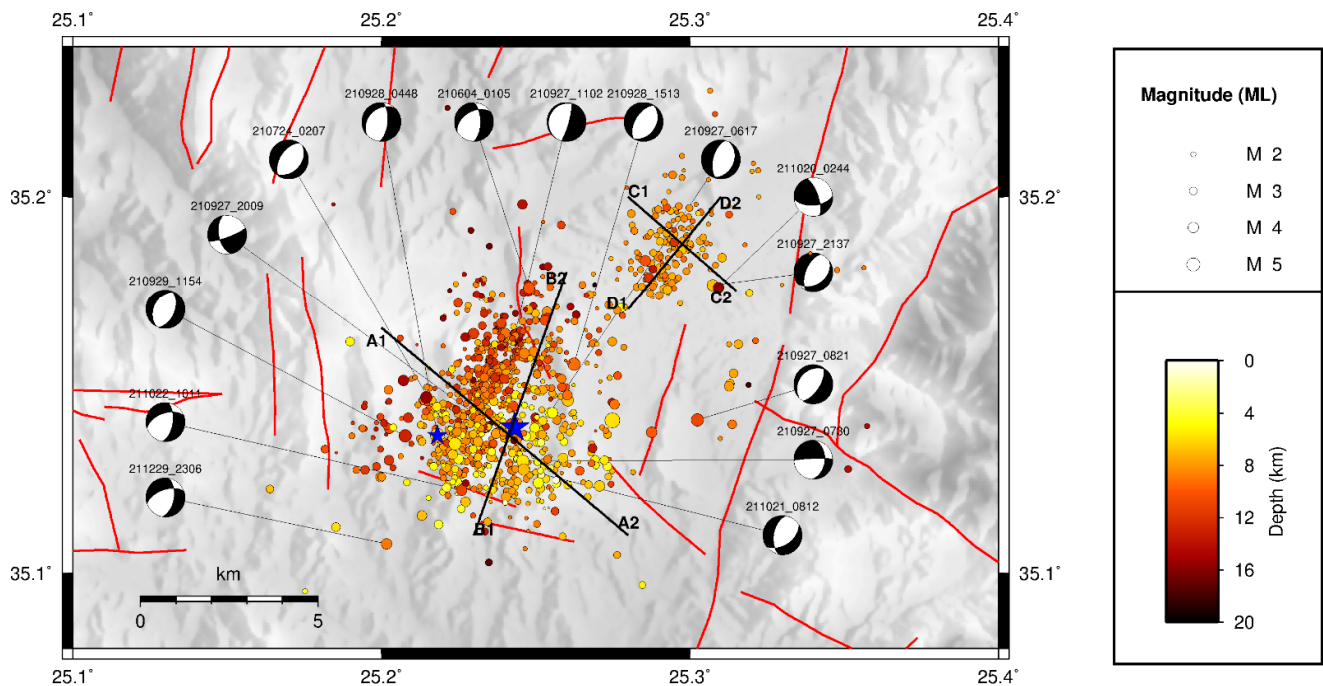 25.1°
25.2°
25.3°
25.4°
210928_0448
210604_0105
210927_1102
210928_1513
210724_0207
210927_0617
211020_0244
35.2°
35.2°
C1
D2
210927_2009
210927_2137
B2
C2
D1
210929_1154
A1
210927_0821
211022_1011
210927_0730
211229_2306
211021_0812
A2
B1
35.1°
35.1°
km
0
5
25.1°
25.2°
25.3°
25.4°
Magnitude (ML)
M 2
M 3
M 4
M 5
0
4
8
12
16
20
Depth (km)